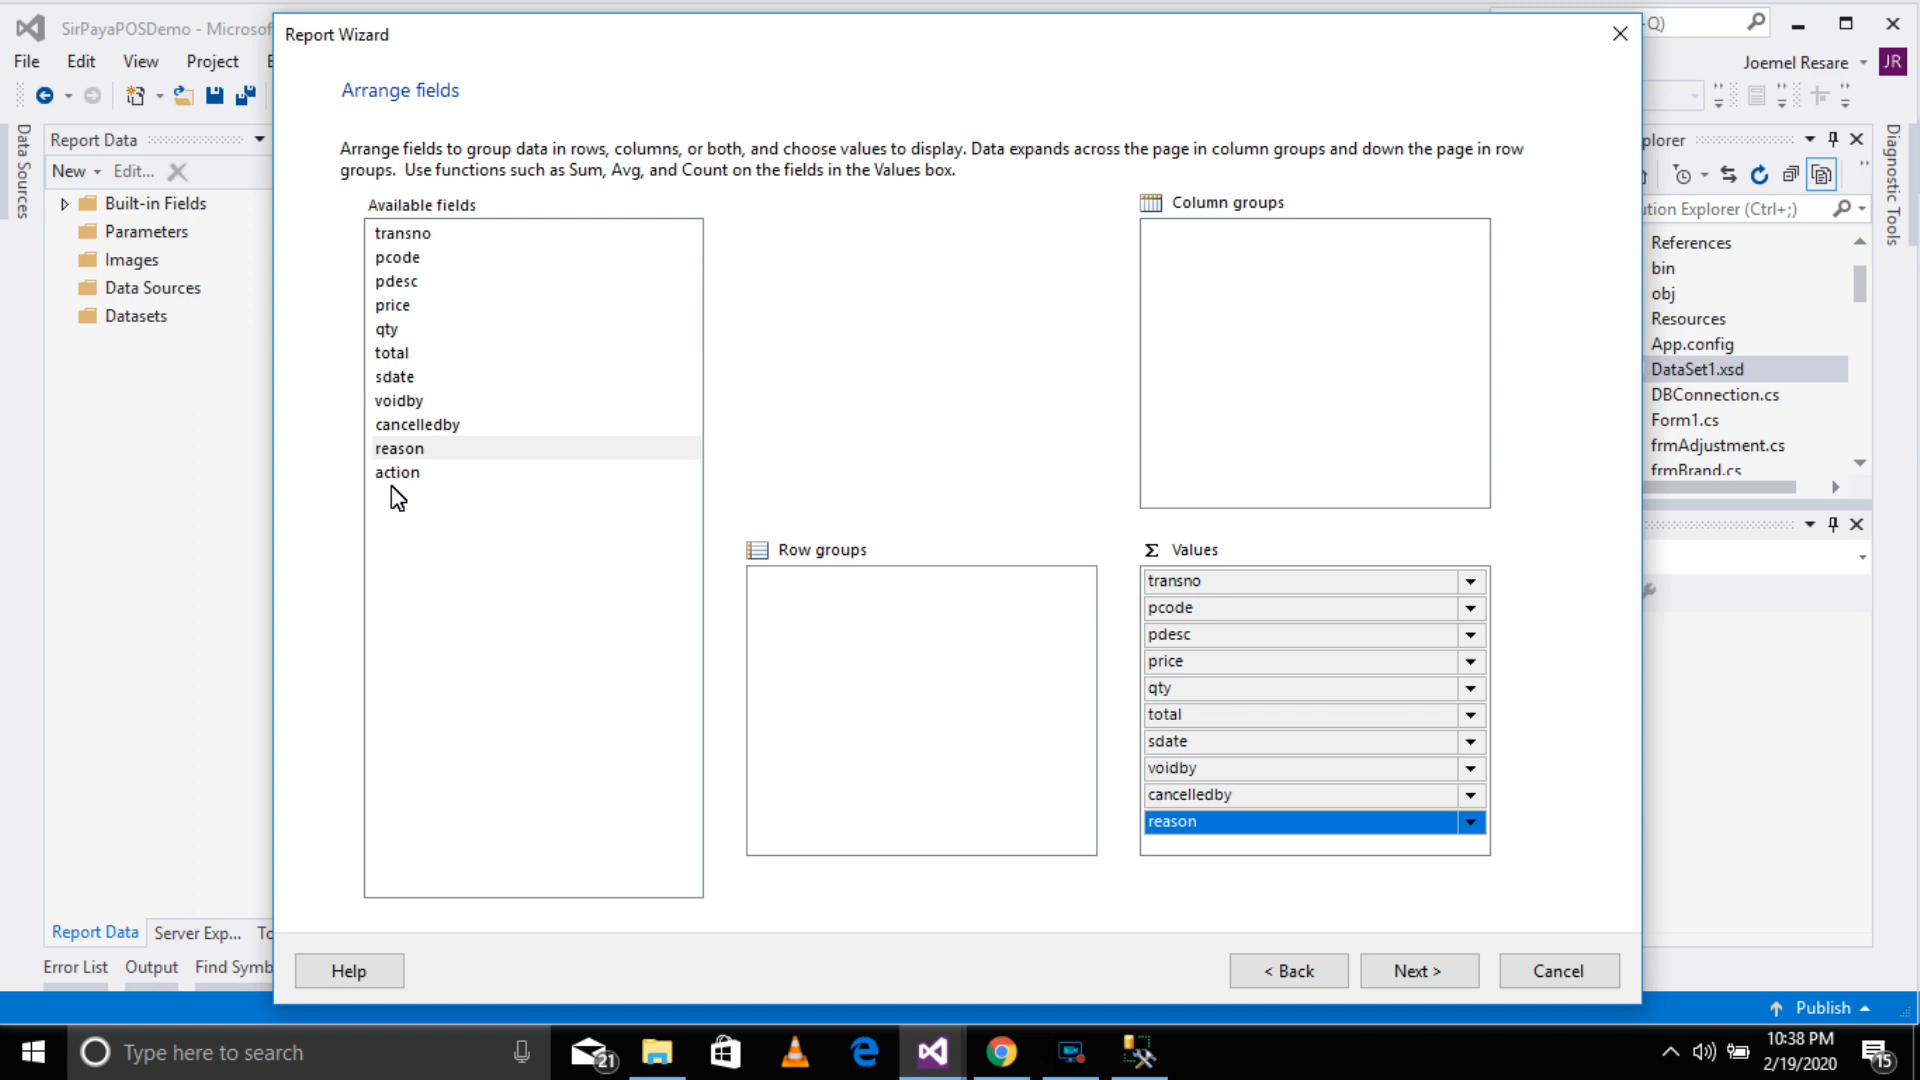 SirPayaPOSDemo - Microsof
Report Wizard
Q)
File Edit View Project
Joemel Resare JR
Arrange fields
Report Data
Arrange fields to group data in rows, columns, or both, and choose values to display. Data expands across the page in column groups and down the page in row
groups. Use functions such as Sum, Avg, and Count on the fields in the Values box.
plorer
New Edit...
Data Sources
Diagnostic Tools
Available fields
Column groups
Built-in Fields
Parameters
Images
Data Sources
Datasets
transno
pcode
pdesc
price
qty
total
sdate
voidby
cancelledby
reason
action
ution Explorer (Ctrl+;)
References
bin
obj
Resources
App.config
DataSet1.xsd
DBConnection.cs
Form1.cs
frmAdjustment.cs
frmBrand.cs
Row groups
Σ Values
transno
pcode
pdesc
price
qty
total
sdate
voidby
cancelledby
reason
Report Data Server Exp... To
Error List Output Find Symb
Help
< Back
Next >
Cancel
Publish
Type here to search
21
10:38 PM
2/19/2020
15